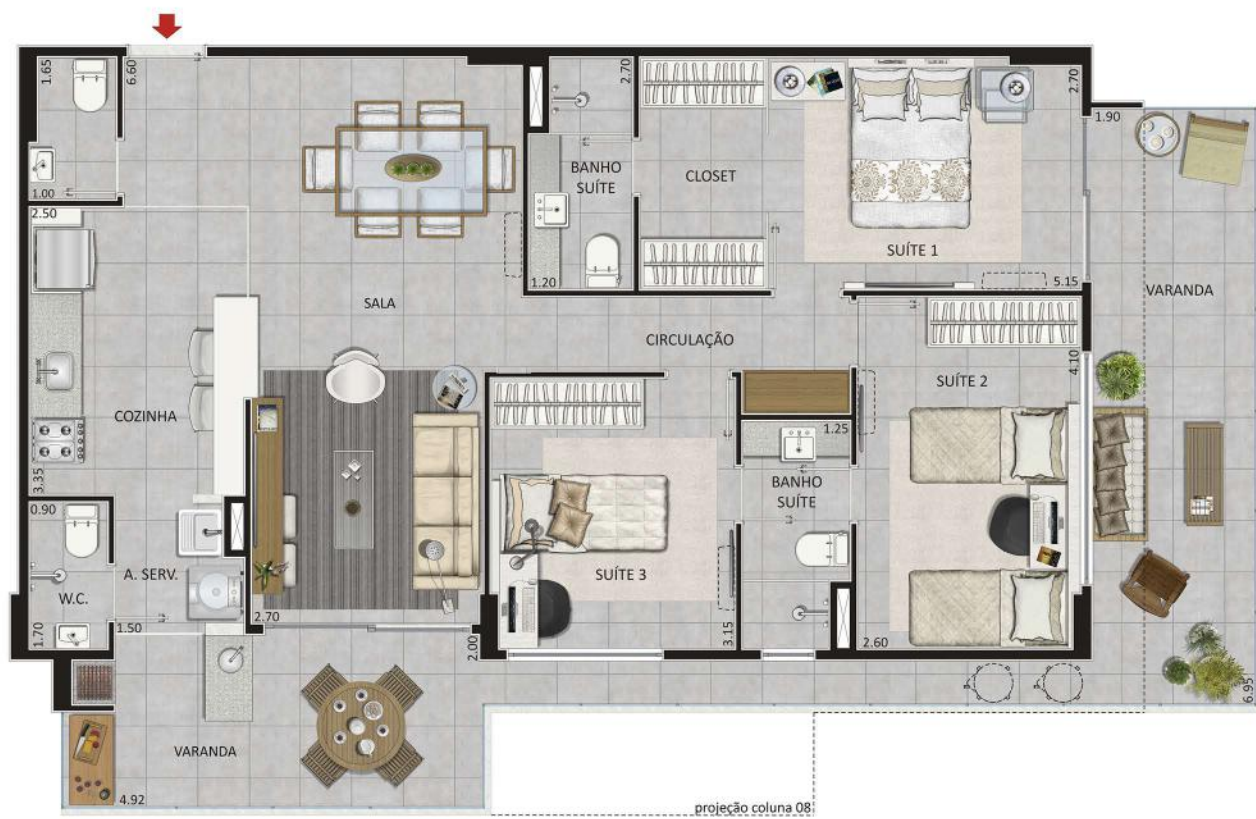 1.65
6.60
2.70
2.70
1.90
BANHO
SUÍTE
CLOSET
1.00
2.50
SUÍTE 1
1.20
5.15
SALA
VARANDA
CIRCULAÇÃO
4.10
SUÍTE 2
COZINHA
1.25
3.35
BANHO
SUÍTE
0.90
A. SERV.
SUÍTE 3
W.C.
1.70
1.50
2.70
2.00
3.15
2.60
6.95
VARANDA
4.92
projeção coluna 08